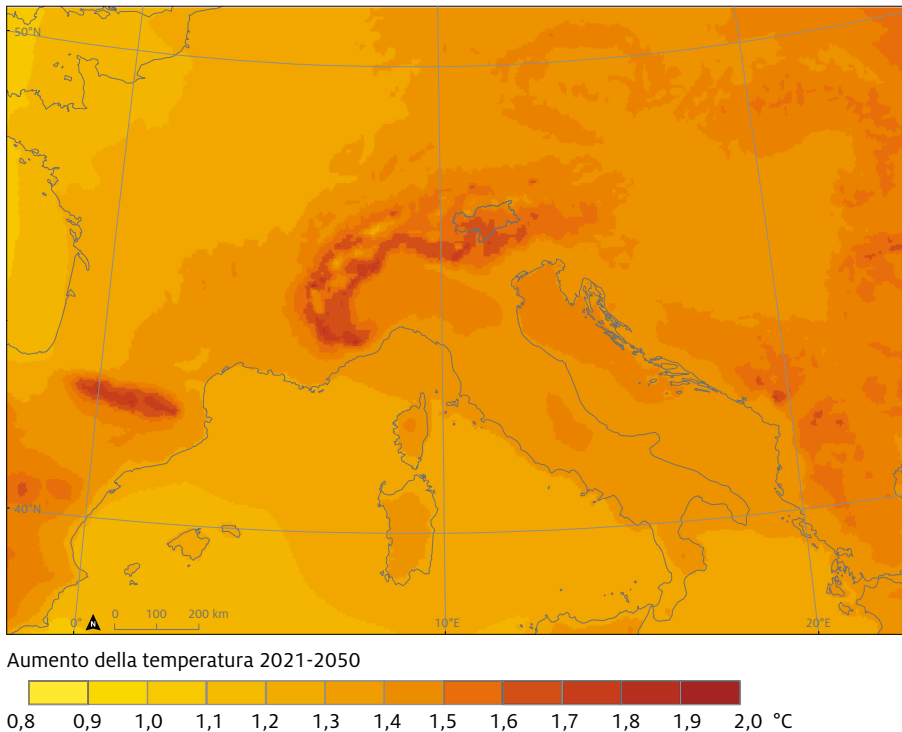 50°N
40°N
0°
N
0 100 200 km
10°E
20°E
Aumento della temperatura 2021-2050
0,8 0,9 1,0 1,1 1,2 1,3 1,4 1,5 1,6 1,7 1,8 1,9 2,0 °C